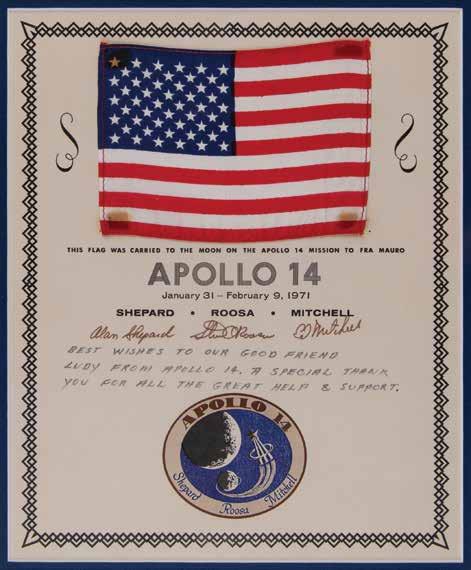 THIS FLAG WAS CARRIED TO THE MOON ON THE APOLLO 14 MISSION TO FRA MAURO
APOLLO 14
January 31 – February 9, 1971
SHEPARD • ROOSA • MITCHELL
Alan Shepard Stuart Roosa Ed Mitchell
BEST WISHES TO OUR GOOD FRIEND
LUDY FROM APOLLO 14. A SPECIAL THANK
YOU FOR ALL THE GREAT HELP & SUPPORT.
APOLLO 14
Shepard
Roosa
Mitchell